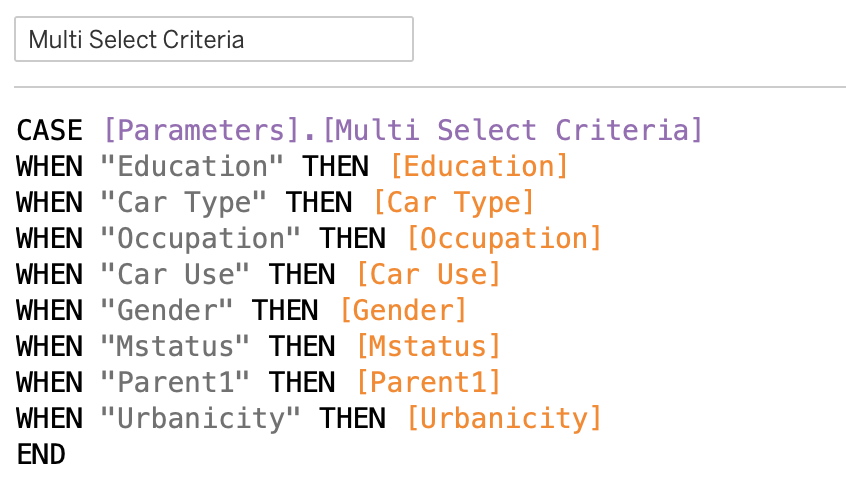 Multi Select Criteria
CASE [Parameters].[Multi Select Criteria]
WHEN "Education" THEN [Education]
WHEN "Car Type" THEN [Car Type]
WHEN "Occupation" THEN [Occupation]
WHEN "Car Use" THEN [Car Use]
WHEN "Gender" THEN [Gender]
WHEN "Mstatus" THEN [Mstatus]
WHEN "Parent1" THEN [Parent1]
WHEN "Urbanicity" THEN [Urbanicity]
END